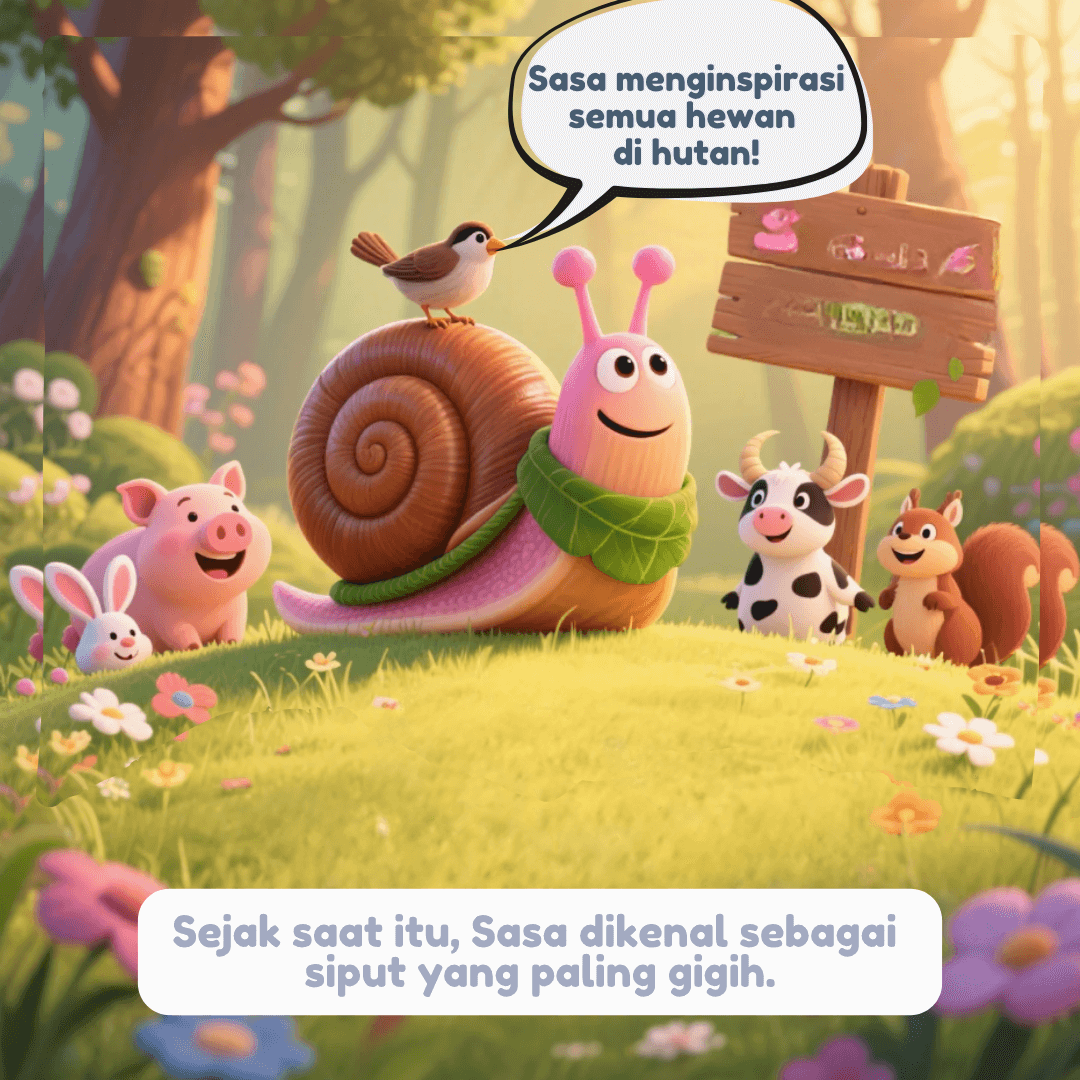 Sasa menginspirasi
semua hewan
di hutan!
Sejak saat itu, Sasa dikenal sebagai
siput yang paling gigih.